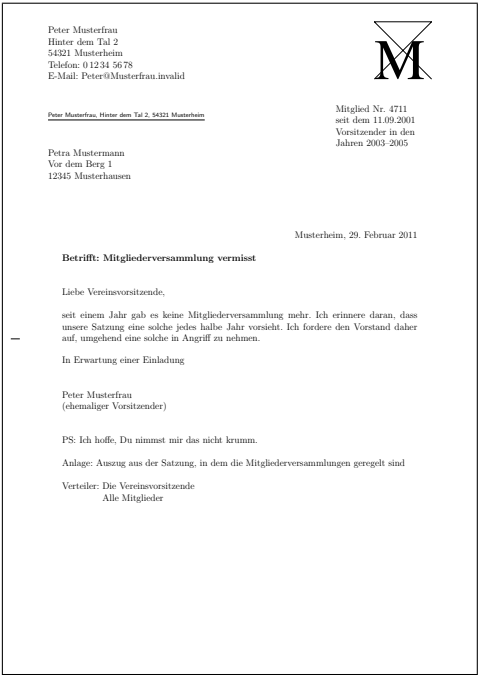 Peter Musterfrau
Hinter dem Tal 2
54321 Musterheim
Telefon: 0 12 34 56 78
E-Mail: Peter@Musterfrau.invalid
M
Peter Musterfrau, Hinter dem Tal 2, 54321 Musterheim
Mitglied Nr. 4711
seit dem 11.09.2001
Vorsitzender in den
Jahren 2003–2005
Petra Mustermann
Vor dem Berg 1
12345 Musterhausen
Musterheim, 29. Februar 2011
Betrifft: Mitgliederversammlung vermisst
Liebe Vereinsvorsitzende,
seit einem Jahr gab es keine Mitgliederversammlung mehr. Ich erinnere daran, dass
unsere Satzung eine solche jedes halbe Jahr vorsieht. Ich fordere den Vorstand daher
auf, umgehend eine solche in Angriff zu nehmen.
In Erwartung einer Einladung
Peter Musterfrau
(ehemaliger Vorsitzender)
PS: Ich hoffe, Du nimmst mir das nicht krumm.
Anlage: Auszug aus der Satzung, in dem die Mitgliederversammlungen geregelt sind
Verteiler: Die Vereinsvorsitzende
Alle Mitglieder